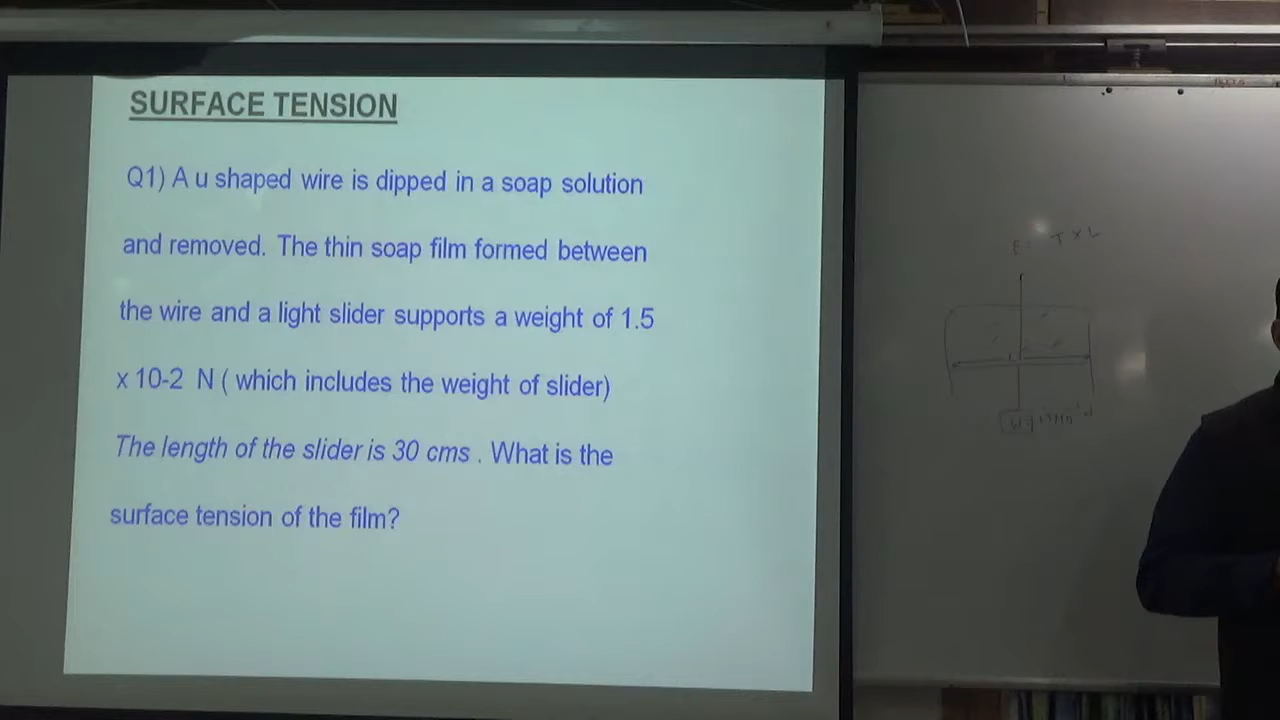 SURFACE TENSION
Q1) A u shaped wire is dipped in a soap solution
and removed. The thin soap film formed between
the wire and a light slider supports a weight of 1.5
x 10-2 N ( which includes the weight of slider)
The length of the slider is 30 cms . What is the
surface tension of the film?
T x L